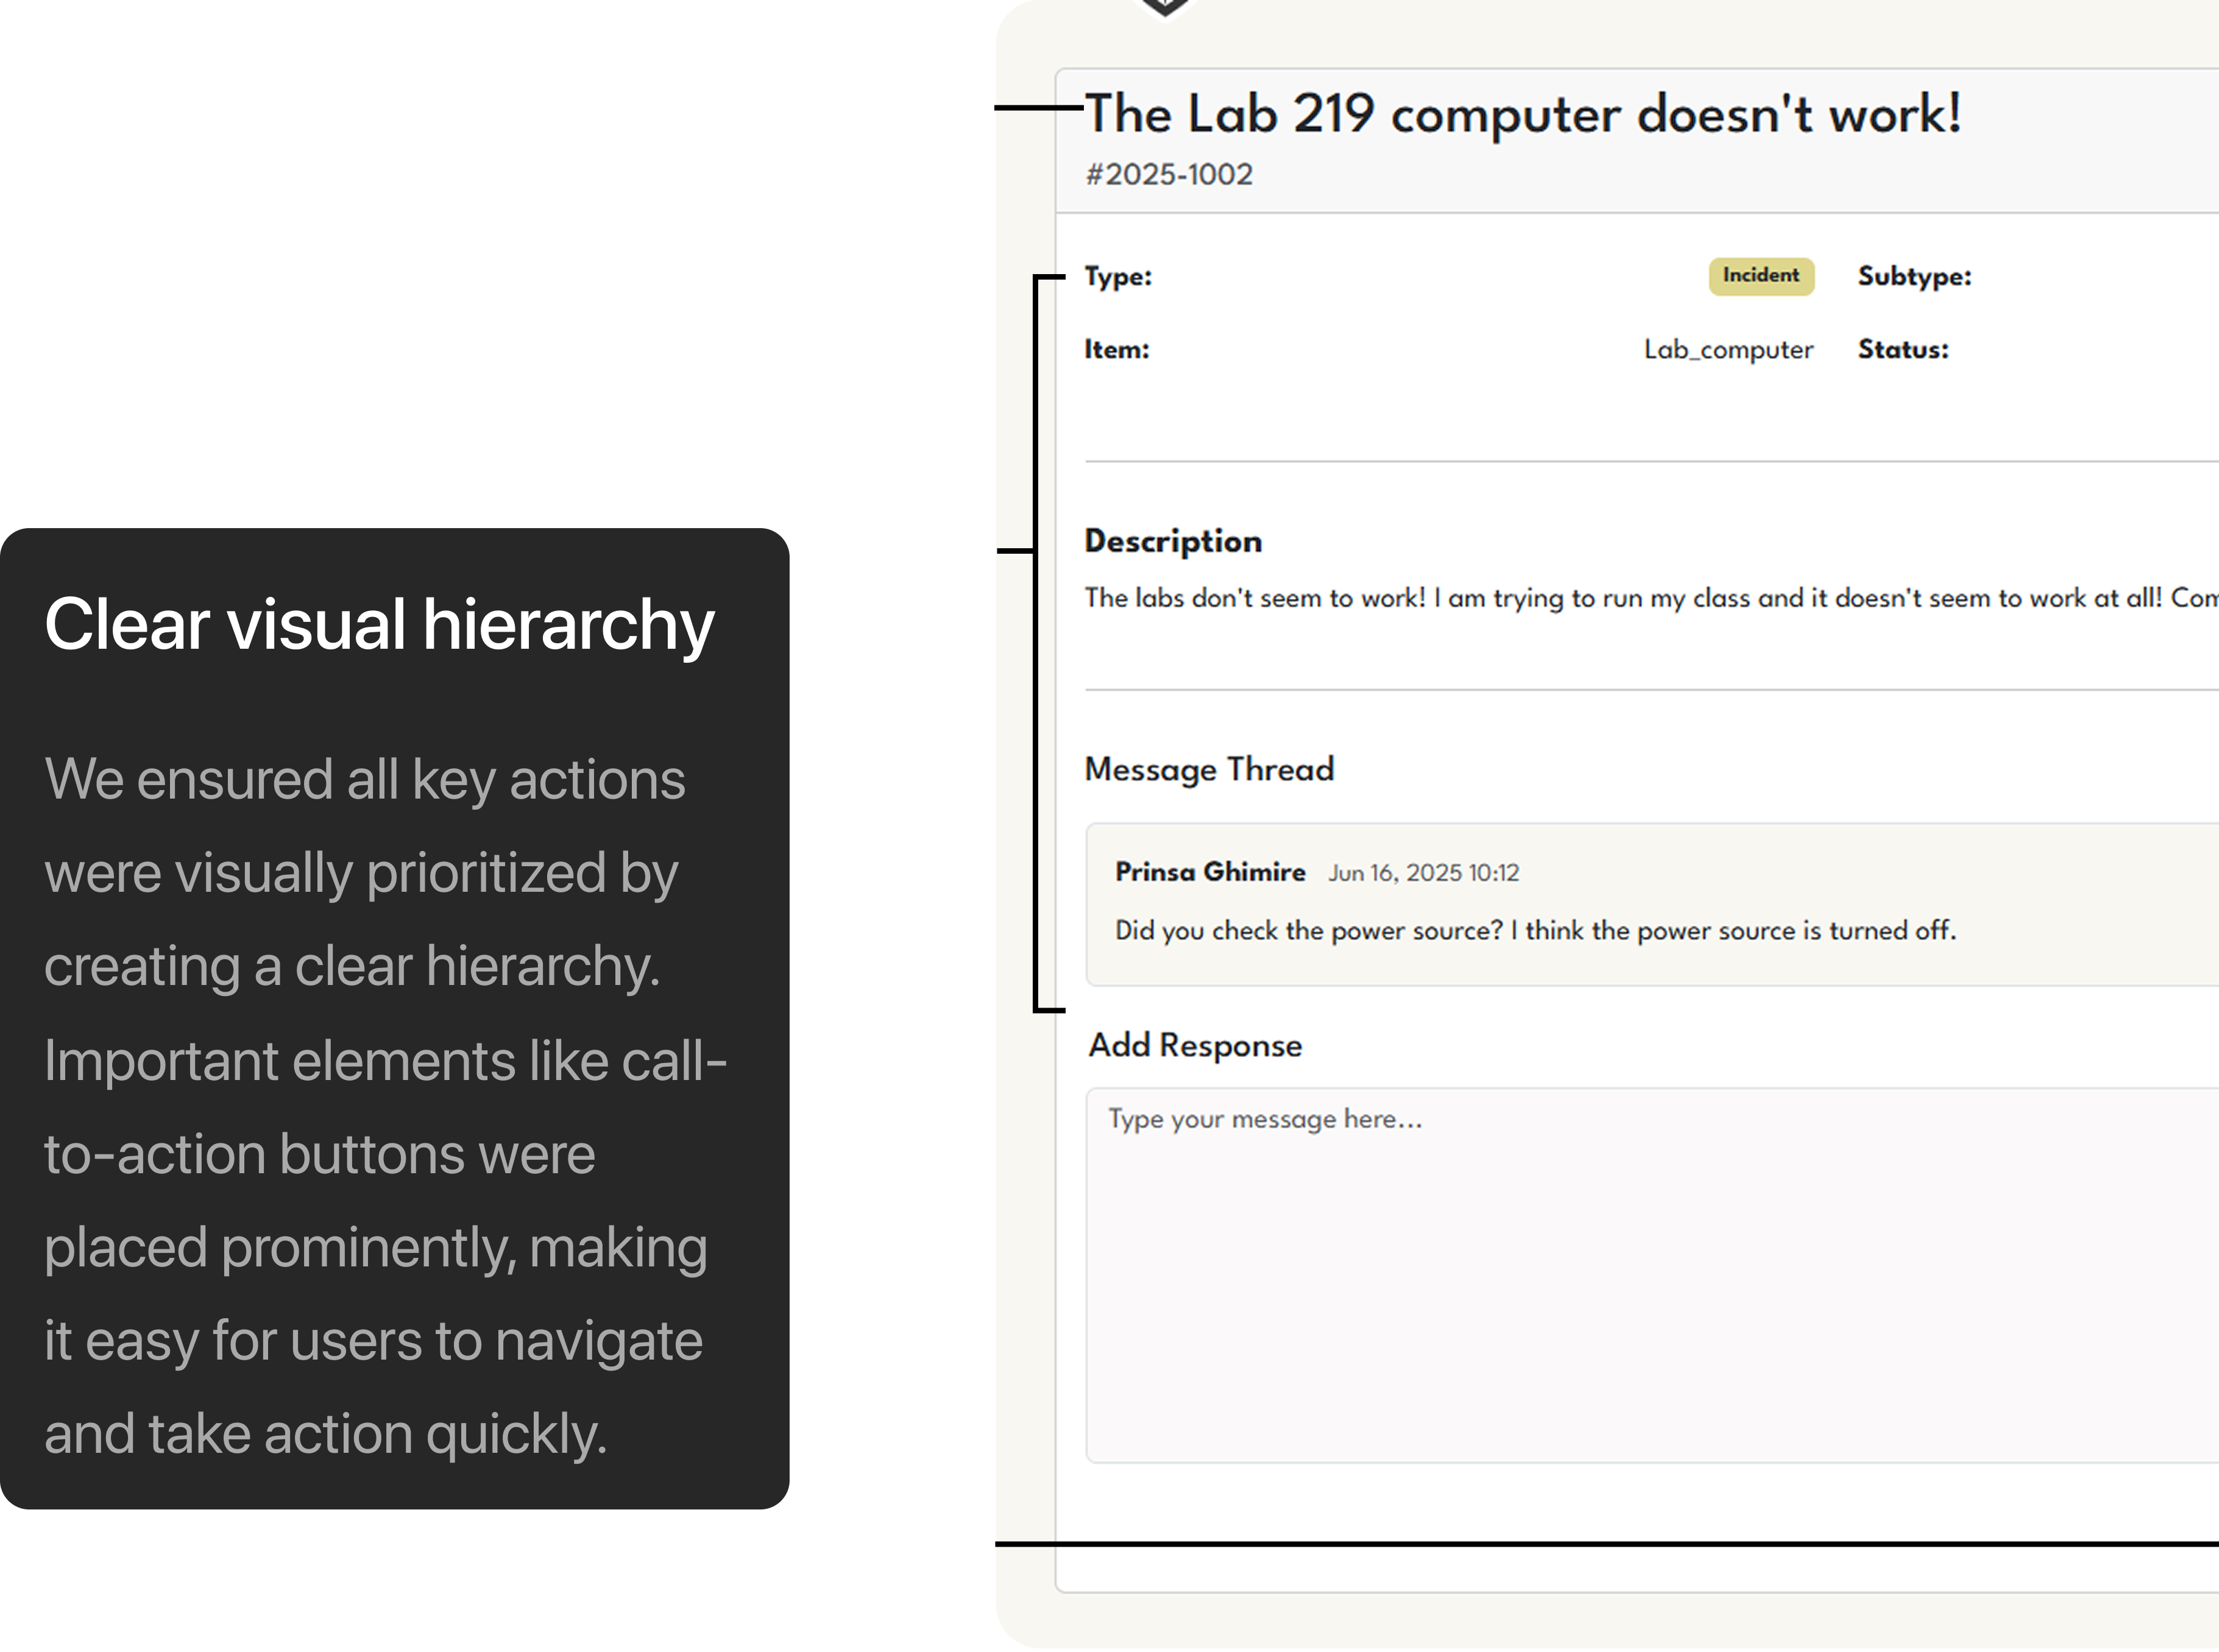 Clear visual hierarchy
We ensured all key actions
were visually prioritized by
creating a clear hierarchy.
Important elements like call-
to-action buttons were
placed prominently, making
it easy for users to navigate
and take action quickly.
The Lab 219 computer doesn't work!
#2025-1002
Type: Incident Subtype:
Item: Lab_computer Status:
Description
The labs don't seem to work! I am trying to run my class and it doesn't seem to work at all!
Message Thread
Prinsa Ghimire Jun 16, 2025 10:12
Did you check the power source? I think the power source is turned off.
Add Response
Type your message here...